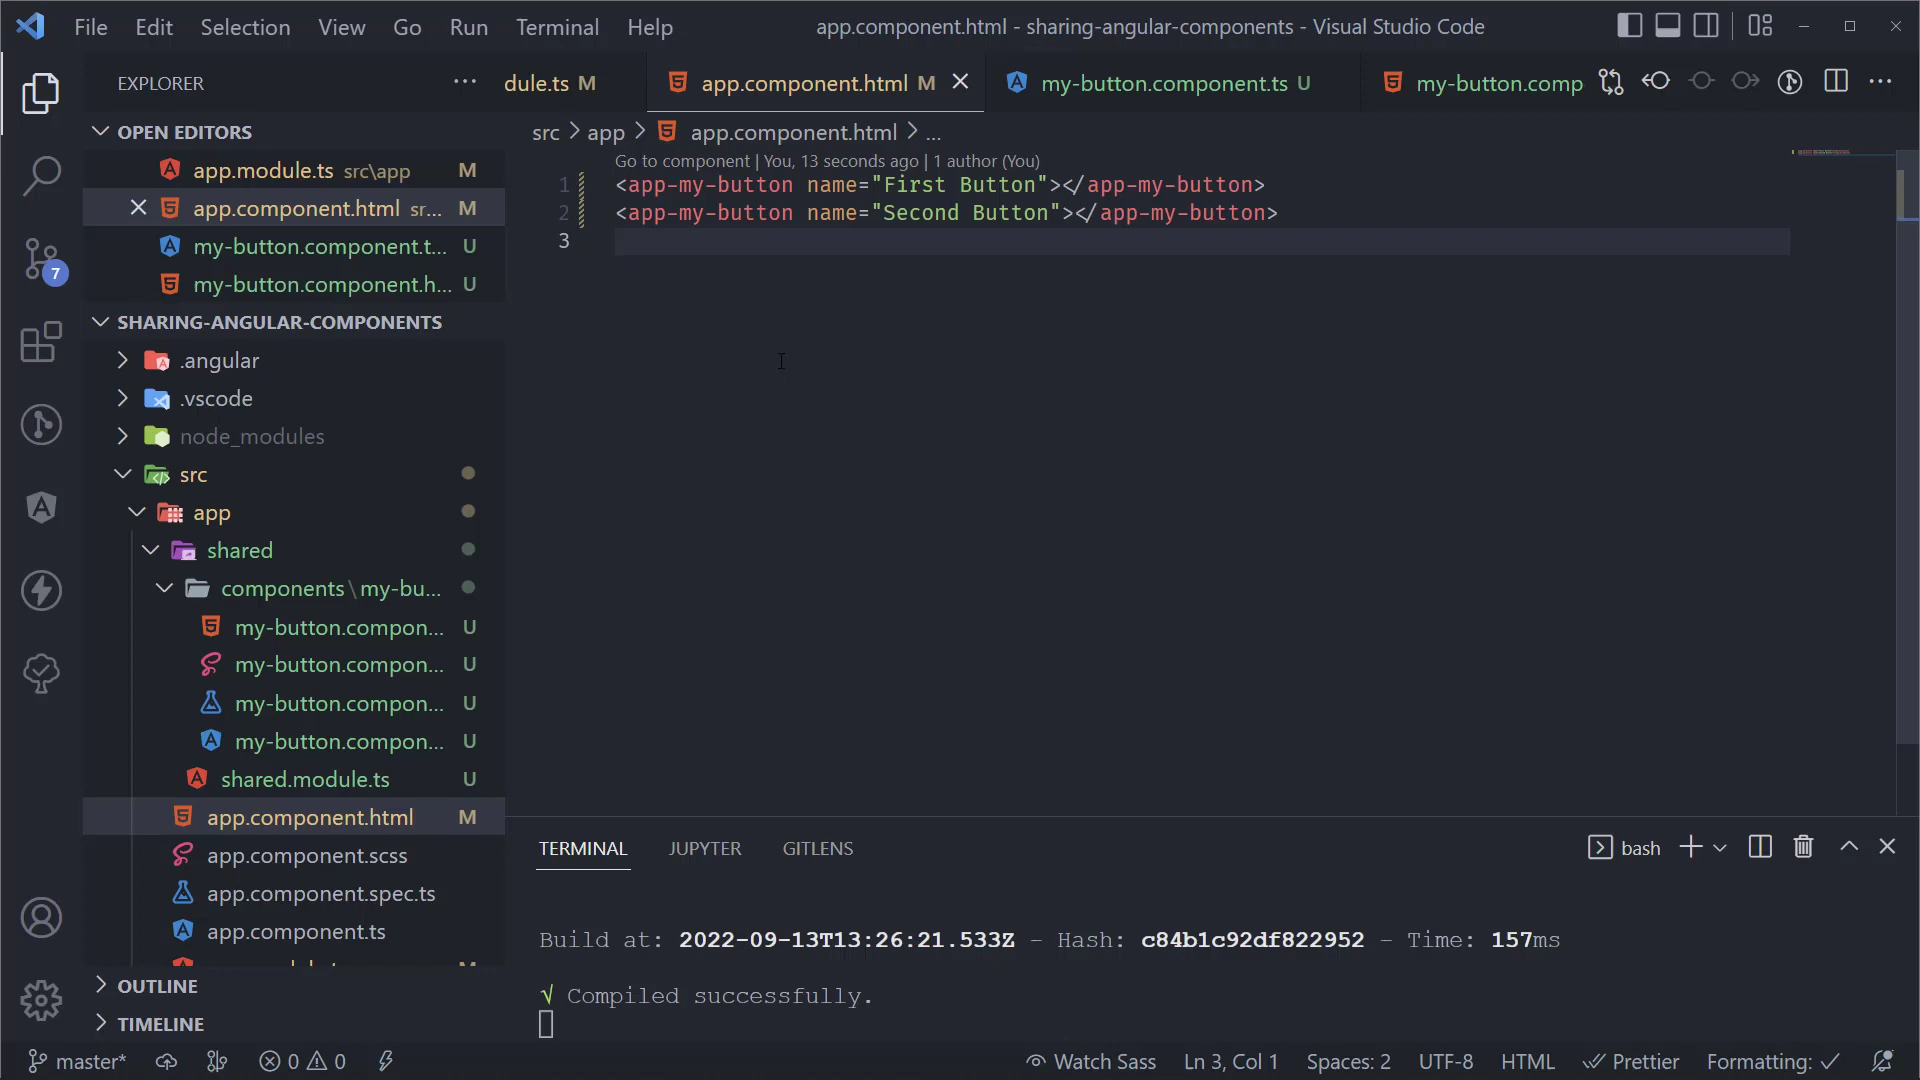 File Edit Selection View Go Run Terminal Help
app.component.html - sharing-angular-components - Visual Studio Code
EXPLORER
dule.ts M
app.component.html M
my-button.component.ts U
my-button.comp
OPEN EDITORS
app.module.ts src\app M
app.component.html sr... M
my-button.component.t... U
my-button.component.h... U
src > app > app.component.html > ...
Go to component | You, 13 seconds ago | 1 author (You)
1 <app-my-button name="First Button"></app-my-button>
2 <app-my-button name="Second Button"></app-my-button>
3
7
SHARING-ANGULAR-COMPONENTS
.angular
.vscode
node_modules
src
app
shared
components\my-bu...
my-button.compon... U
my-button.compon... U
my-button.compon... U
my-button.compon... U
shared.module.ts U
app.component.html M
app.component.scss
app.component.spec.ts
app.component.ts
OUTLINE
TIMELINE
TERMINAL JUPYTER GITLENS
bash
Build at: 2022-09-13T13:26:21.533Z - Hash: c84b1c92df822952 - Time: 157ms
√ Compiled successfully.
master* 0 0
Watch Sass Ln 3, Col 1 Spaces: 2 UTF-8 HTML Prettier Formatting: ✓